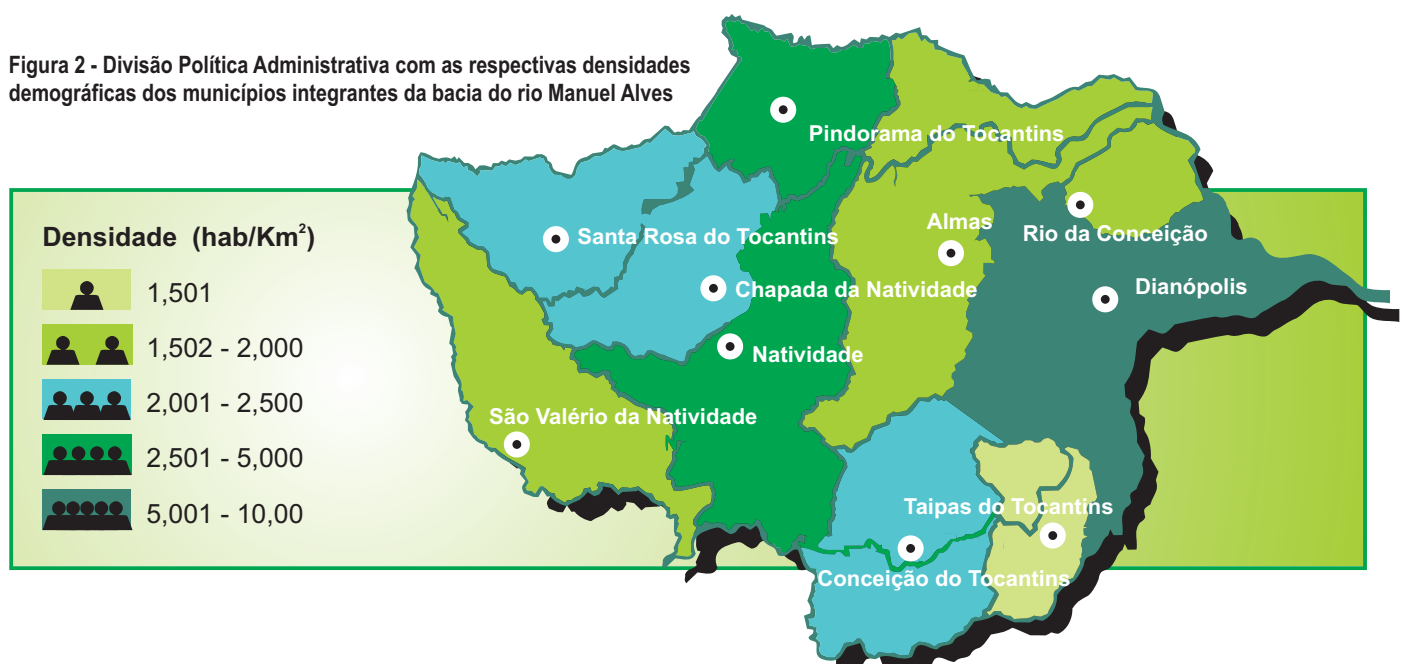 Figura 2 - Divisão Política Administrativa com as respectivas densidades
demográficas dos municípios integrantes da bacia do rio Manuel Alves
Densidade (hab/Km²)
1,501
1,502 - 2,000
2,001 - 2,500
2,501 - 5,000
5,001 - 10,00
Pindorama do Tocantins
Santa Rosa do Tocantins
Almas
Rio da Conceição
Chapada da Natividade
Dianópolis
Natividade
São Valério da Natividade
Taipas do Tocantins
Conceição do Tocantins